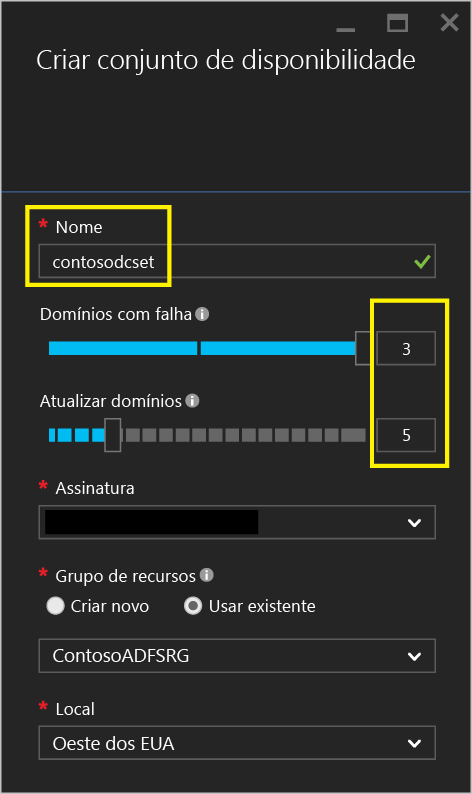 Criar conjunto de disponibilidade
* Nome
contosodcset
Domínios com falha
3
Atualizar domínios
5
* Assinatura
* Grupo de recursos
Criar novo Usar existente
ContosoADFSRG
* Local
Oeste dos EUA